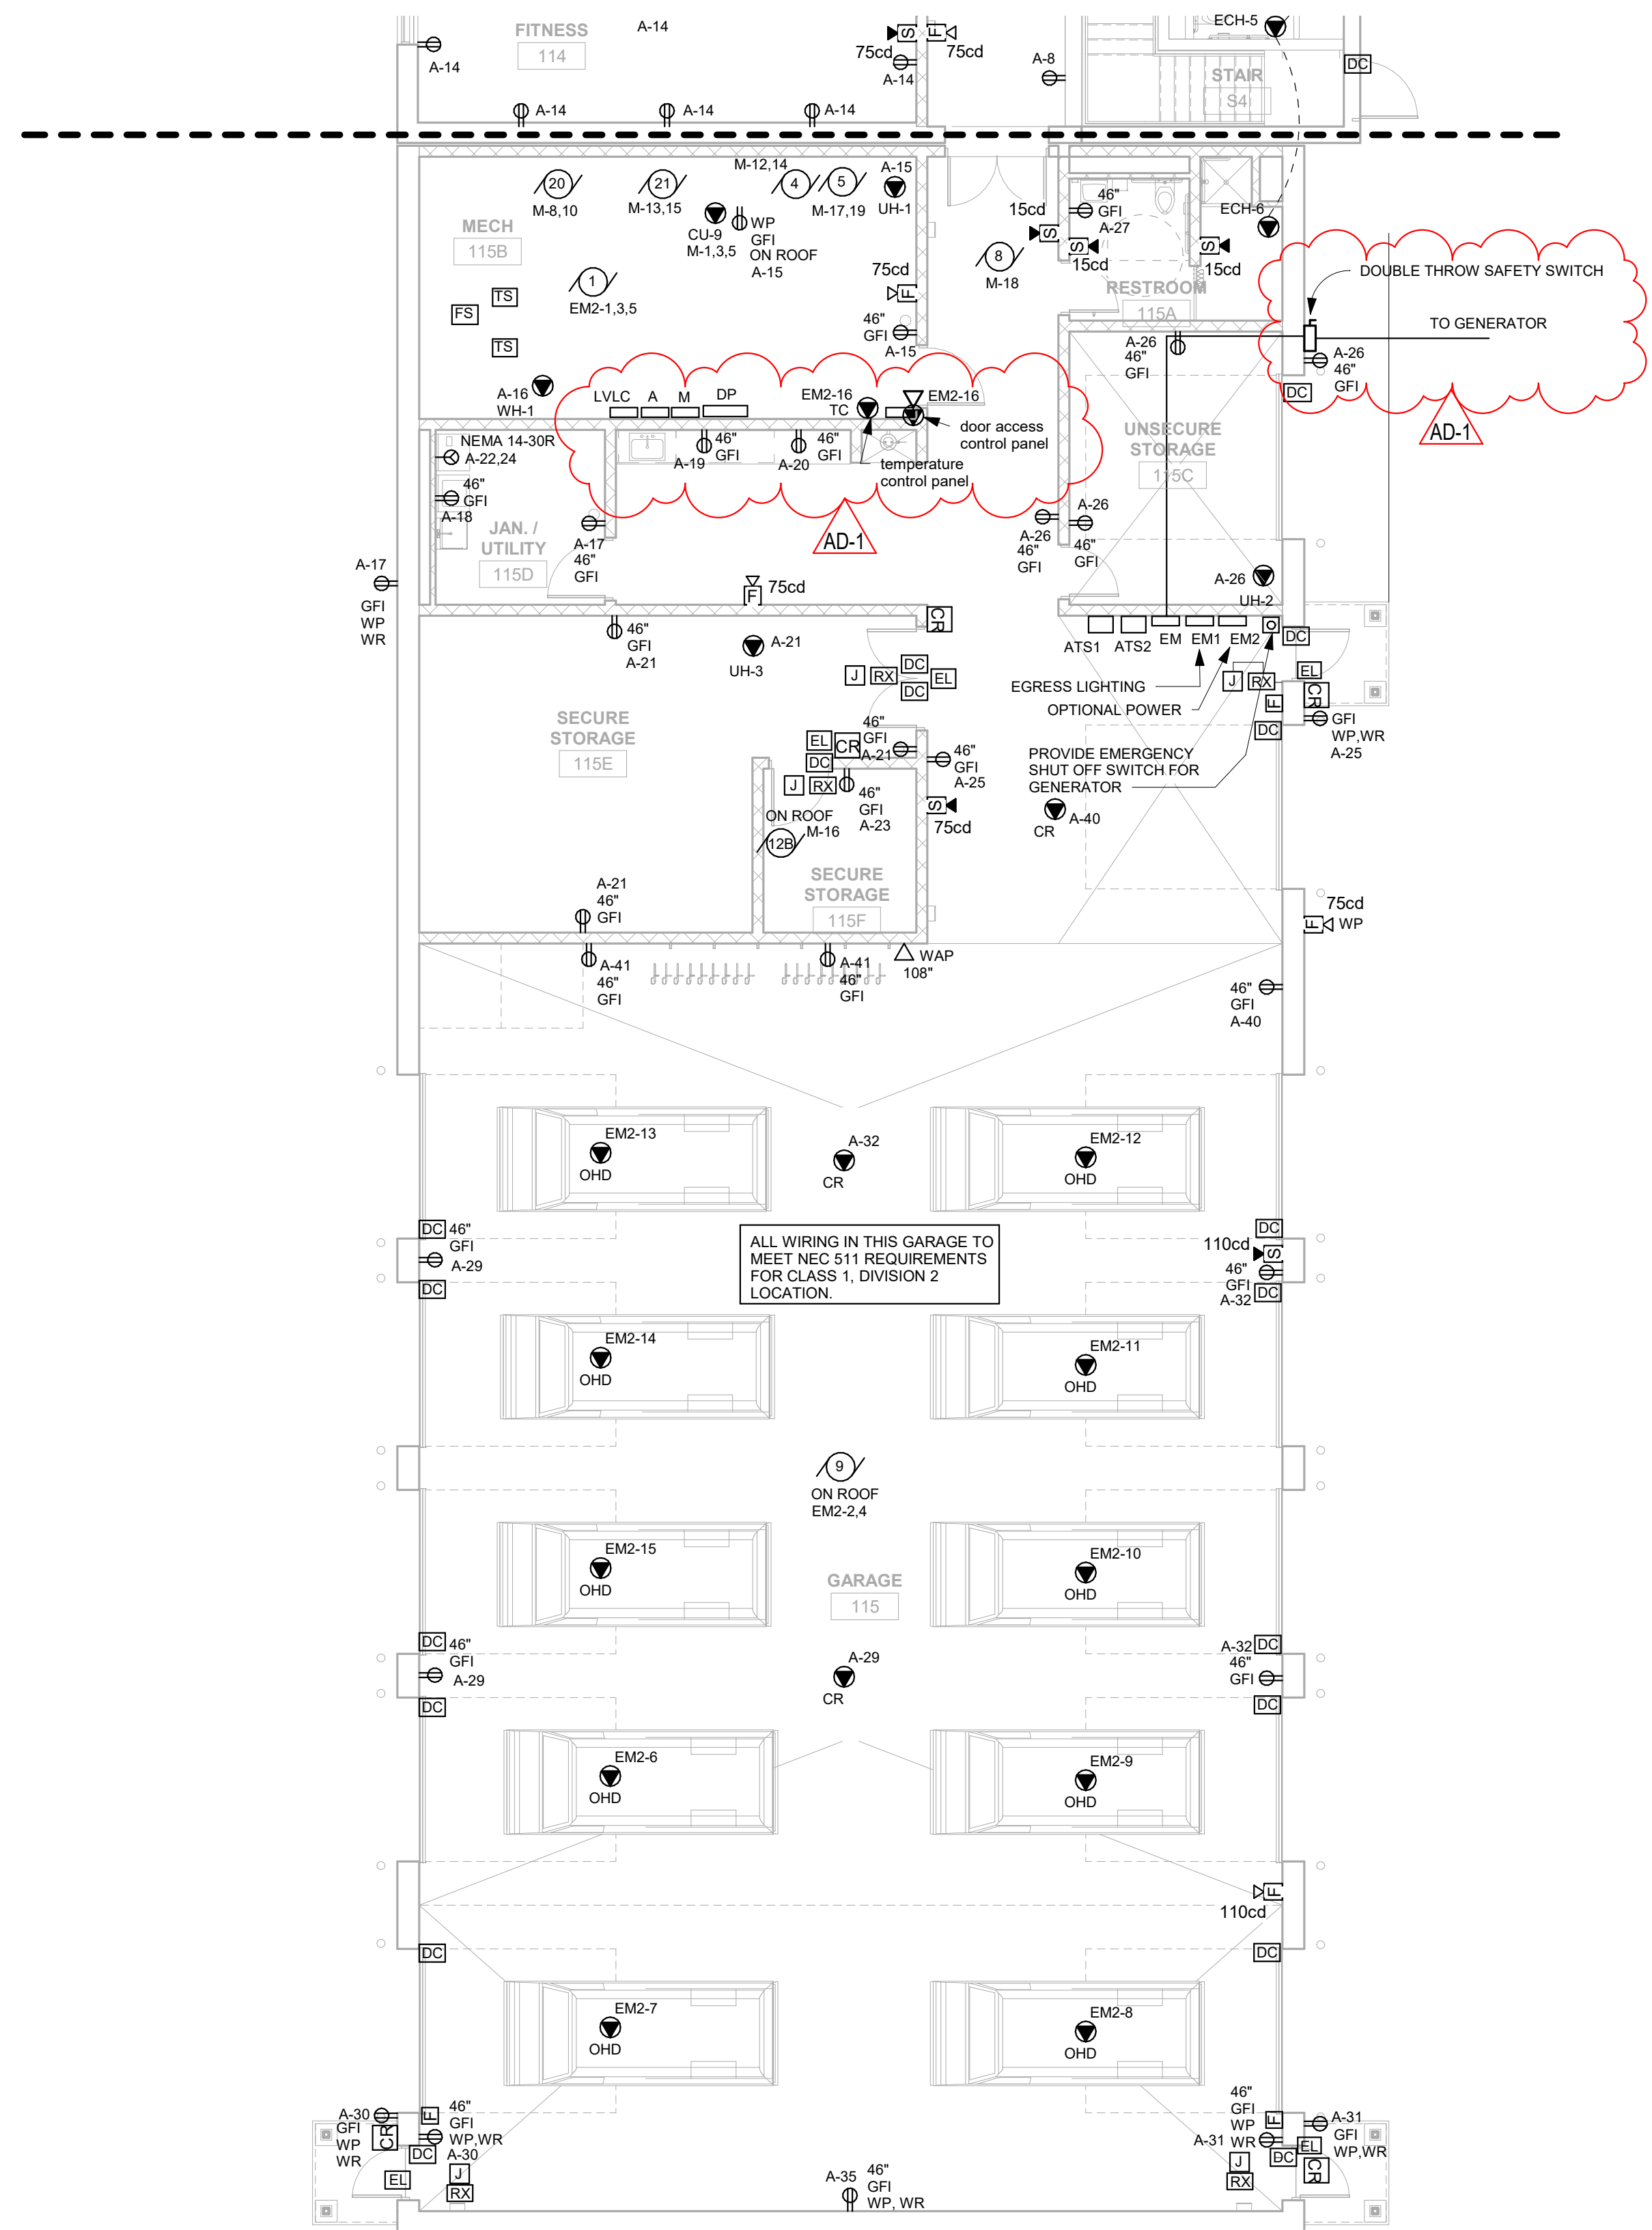 FITNESS
114
A-14
A-14
A-14
A-14
A-14
75cd
S
F
75cd
A-14
A-8
ECH-5
DC
STAIR
S4
M-12,14
20
M-8,10
21
M-13,15
4
5
M-17,19
A-15
UH-1
MECH
115B
CU-9
M-1,3,5
WP
GFI
ON ROOF
A-15
1
EM2-1,3,5
TS
FS
TS
75cd
F
46"
GFI
A-15
15cd
S
8
M-18
46"
GFI
A-27
S
15cd
S
15cd
ECH-6
RESTROOM
115A
DOUBLE THROW SAFETY SWITCH
TO GENERATOR
A-26
46"
GFI
A-26
46"
GFI
DC
AD-1
A-16
WH-1
LVLC
A
M
DP
EM2-16
TC
EM2-16
door access
control panel
temperature
control panel
46"
GFI
A-19
46"
GFI
A-20
AD-1
NEMA 14-30R
A-22,24
46"
GFI
A-18
JAN. /
UTILITY
115D
A-17
46"
GFI
A-17
GFI
WP
WR
UNSECURE
STORAGE
115C
A-26
46"
GFI
A-26
46"
GFI
A-26
UH-2
75cd
F
46"
GFI
A-21
A-21
UH-3
CR
DC
J
RX
EL
DC
ATS1
ATS2
EM
EM1
EM2
DC
EGRESS LIGHTING
OPTIONAL POWER
J
RX
EL
CR
F
DC
GFI
WP,WR
A-25
PROVIDE EMERGENCY
SHUT OFF SWITCH FOR
GENERATOR
SECURE
STORAGE
115E
46"
GFI
A-21
EL
CR
DC
J
RX
46"
GFI
A-25
46"
GFI
A-23
S
75cd
ON ROOF
M-16
12B
CR
A-40
SECURE
STORAGE
115F
A-21
46"
GFI
A-41
46"
GFI
A-41
46"
GFI
WAP
108"
75cd
F
WP
46"
GFI
A-40
EM2-13
OHD
A-32
CR
EM2-12
OHD
DC
46"
GFI
A-29
DC
ALL WIRING IN THIS GARAGE TO
MEET NEC 511 REQUIREMENTS
FOR CLASS 1, DIVISION 2
LOCATION.
DC
110cd
S
46"
GFI
A-32
DC
EM2-14
OHD
EM2-11
OHD
9
ON ROOF
EM2-2,4
EM2-15
OHD
EM2-10
OHD
GARAGE
115
DC
46"
GFI
A-29
DC
A-29
CR
A-32
DC
46"
GFI
DC
EM2-6
OHD
EM2-9
OHD
F
110cd
DC
DC
EM2-7
OHD
EM2-8
OHD
A-30
GFI
WP
WR
CR
F
46"
GFI
WP,WR
A-30
DC
EL
J
RX
A-35
46"
GFI
WP, WR
46"
GFI
WP
WR
A-31
F
A-31
GFI
WP,WR
EL
DC
CR
J
RX